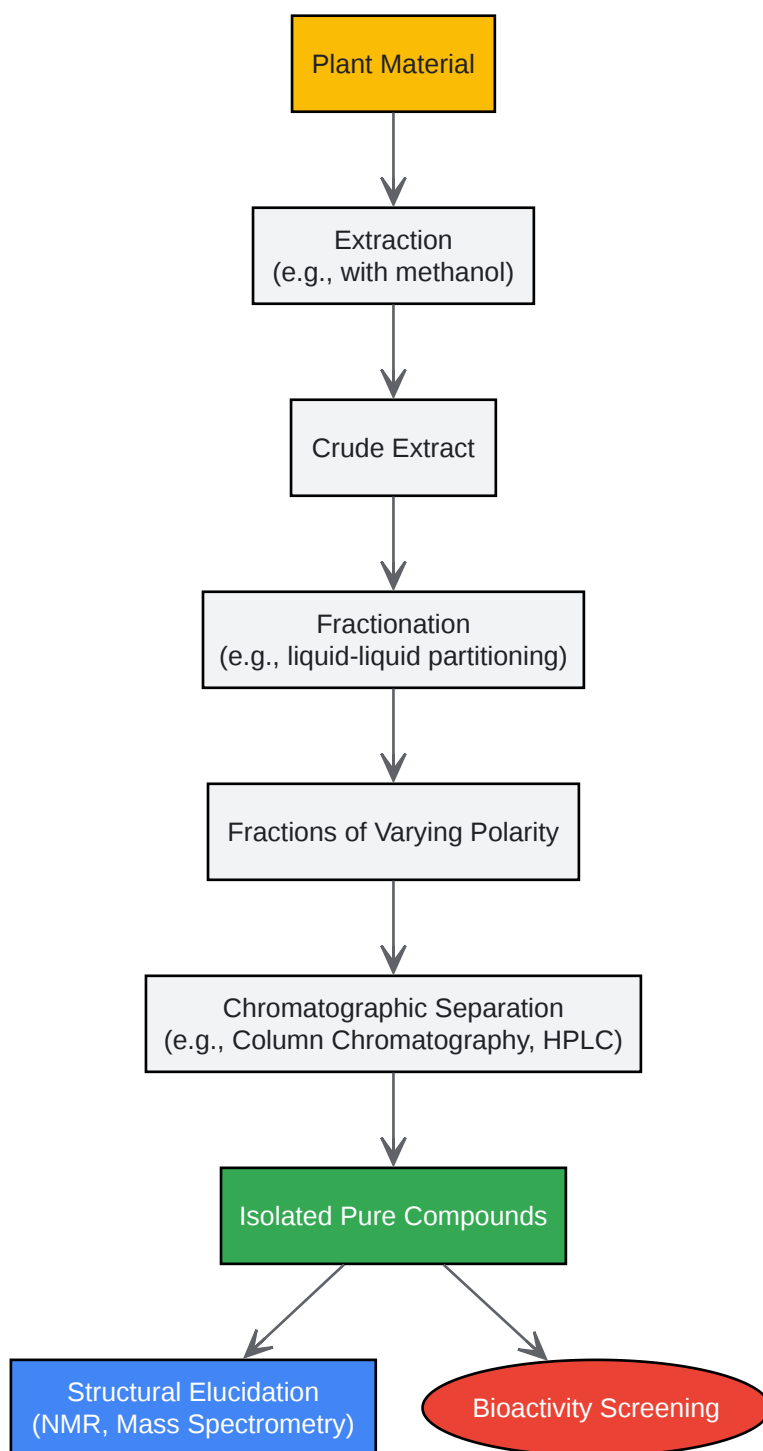 Plant Material
Extraction
(e.g., with methanol)
Crude Extract
Fractionation
(e.g., liquid-liquid partitioning)
Fractions of Varying Polarity
Chromatographic Separation
(e.g., Column Chromatography, HPLC)
Isolated Pure Compounds
Structural Elucidation
(NMR, Mass Spectrometry)
Bioactivity Screening